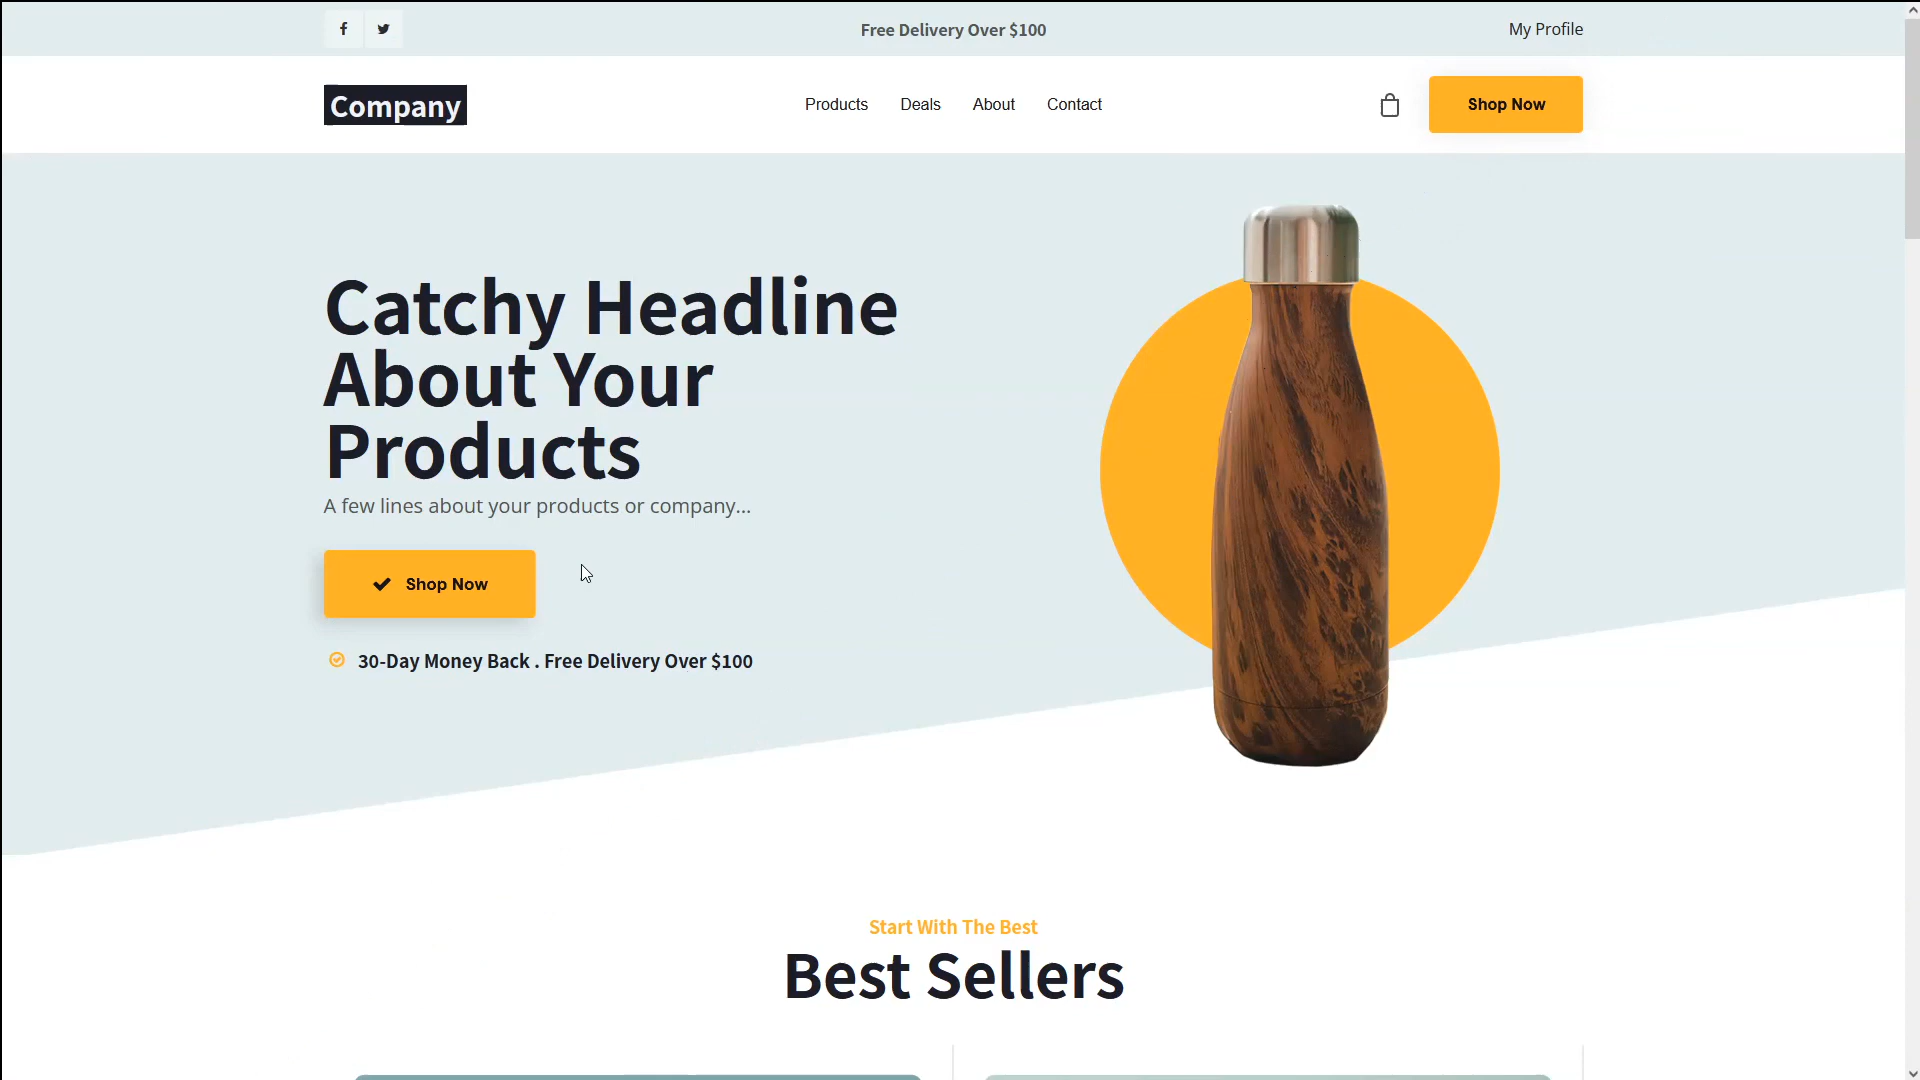 Free Delivery Over $100
My Profile
Company
Products
Deals
About
Contact
Shop Now
Catchy Headline
About Your
Products
A few lines about your products or company...
Shop Now
30-Day Money Back . Free Delivery Over $100
Start With The Best
Best Sellers